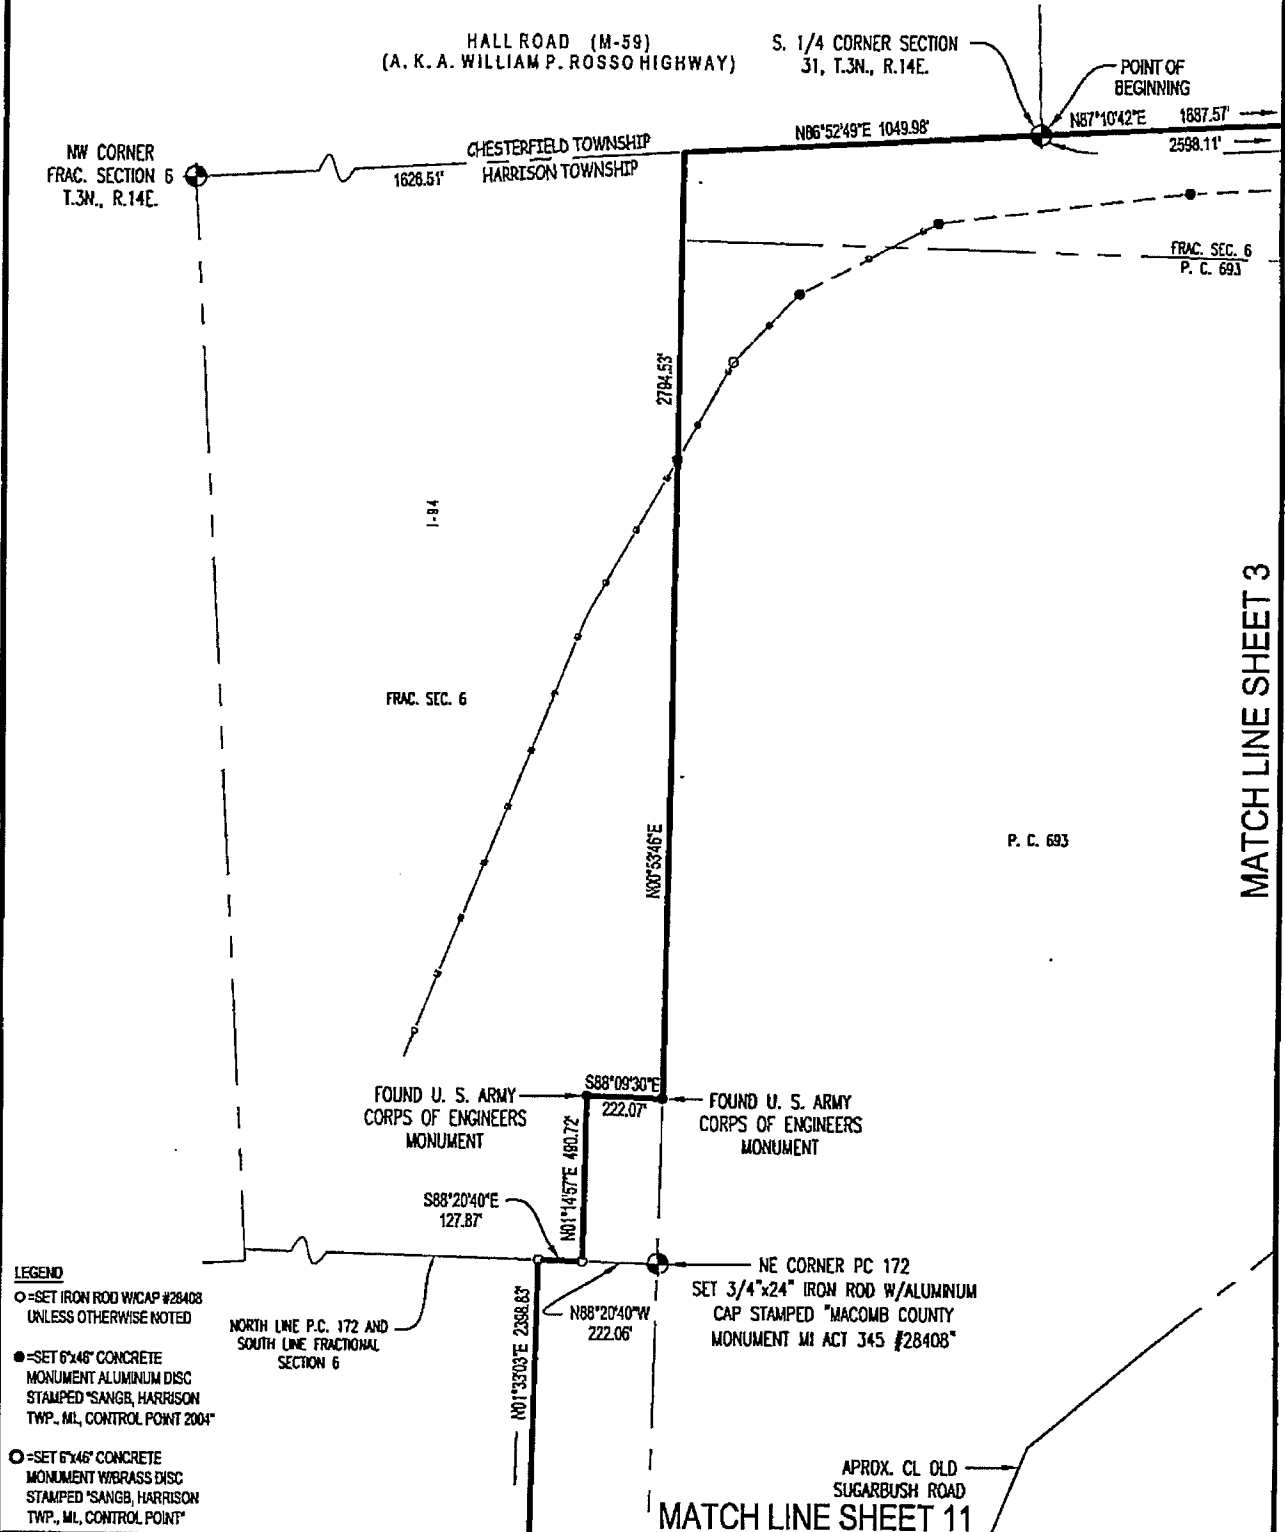 HALL ROAD (M-59)
(A. K. A. WILLIAM P. ROSSO HIGHWAY)
S. 1/4 CORNER SECTION
31, T.3N., R.14E.
POINT OF
BEGINNING
N86°52'49"E 1049.98'
N87°10'42"E 1687.57'
2598.11'
NW CORNER
FRAC. SECTION 6
T.3N., R.14E.
CHESTERFIELD TOWNSHIP
HARRISON TOWNSHIP
1626.51'
FRAC. SEC. 6
P. C. 693
2794.53'
I-94
FRAC. SEC. 6
N00°53'46"E
P. C. 693
MATCH LINE SHEET 3
FOUND U. S. ARMY
CORPS OF ENGINEERS
MONUMENT
S88°09'30"E
222.07'
FOUND U. S. ARMY
CORPS OF ENGINEERS
MONUMENT
N01°14'57"E 490.72'
S88°20'40"E
127.87'
NE CORNER PC 172
SET 3/4"x24" IRON ROD W/ALUMINUM
CAP STAMPED "MACOMB COUNTY
MONUMENT MI ACT 345 #28408"
N88°20'40"W
222.06'
NORTH LINE P.C. 172 AND
SOUTH LINE FRACTIONAL
SECTION 6
N01°33'03"E 2398.83'
LEGEND
=SET IRON ROD W/CAP #28408
UNLESS OTHERWISE NOTED
=SET 6"x46" CONCRETE
MONUMENT ALUMINUM DISC
STAMPED "SANGB, HARRISON
TWP., MI., CONTROL POINT 2004"
=SET 6"x46" CONCRETE
MONUMENT W/BRASS DISC
STAMPED "SANGB, HARRISON
TWP., MI., CONTROL POINT"
APROX. CL OLD
SUGARBUSH ROAD
MATCH LINE SHEET 11